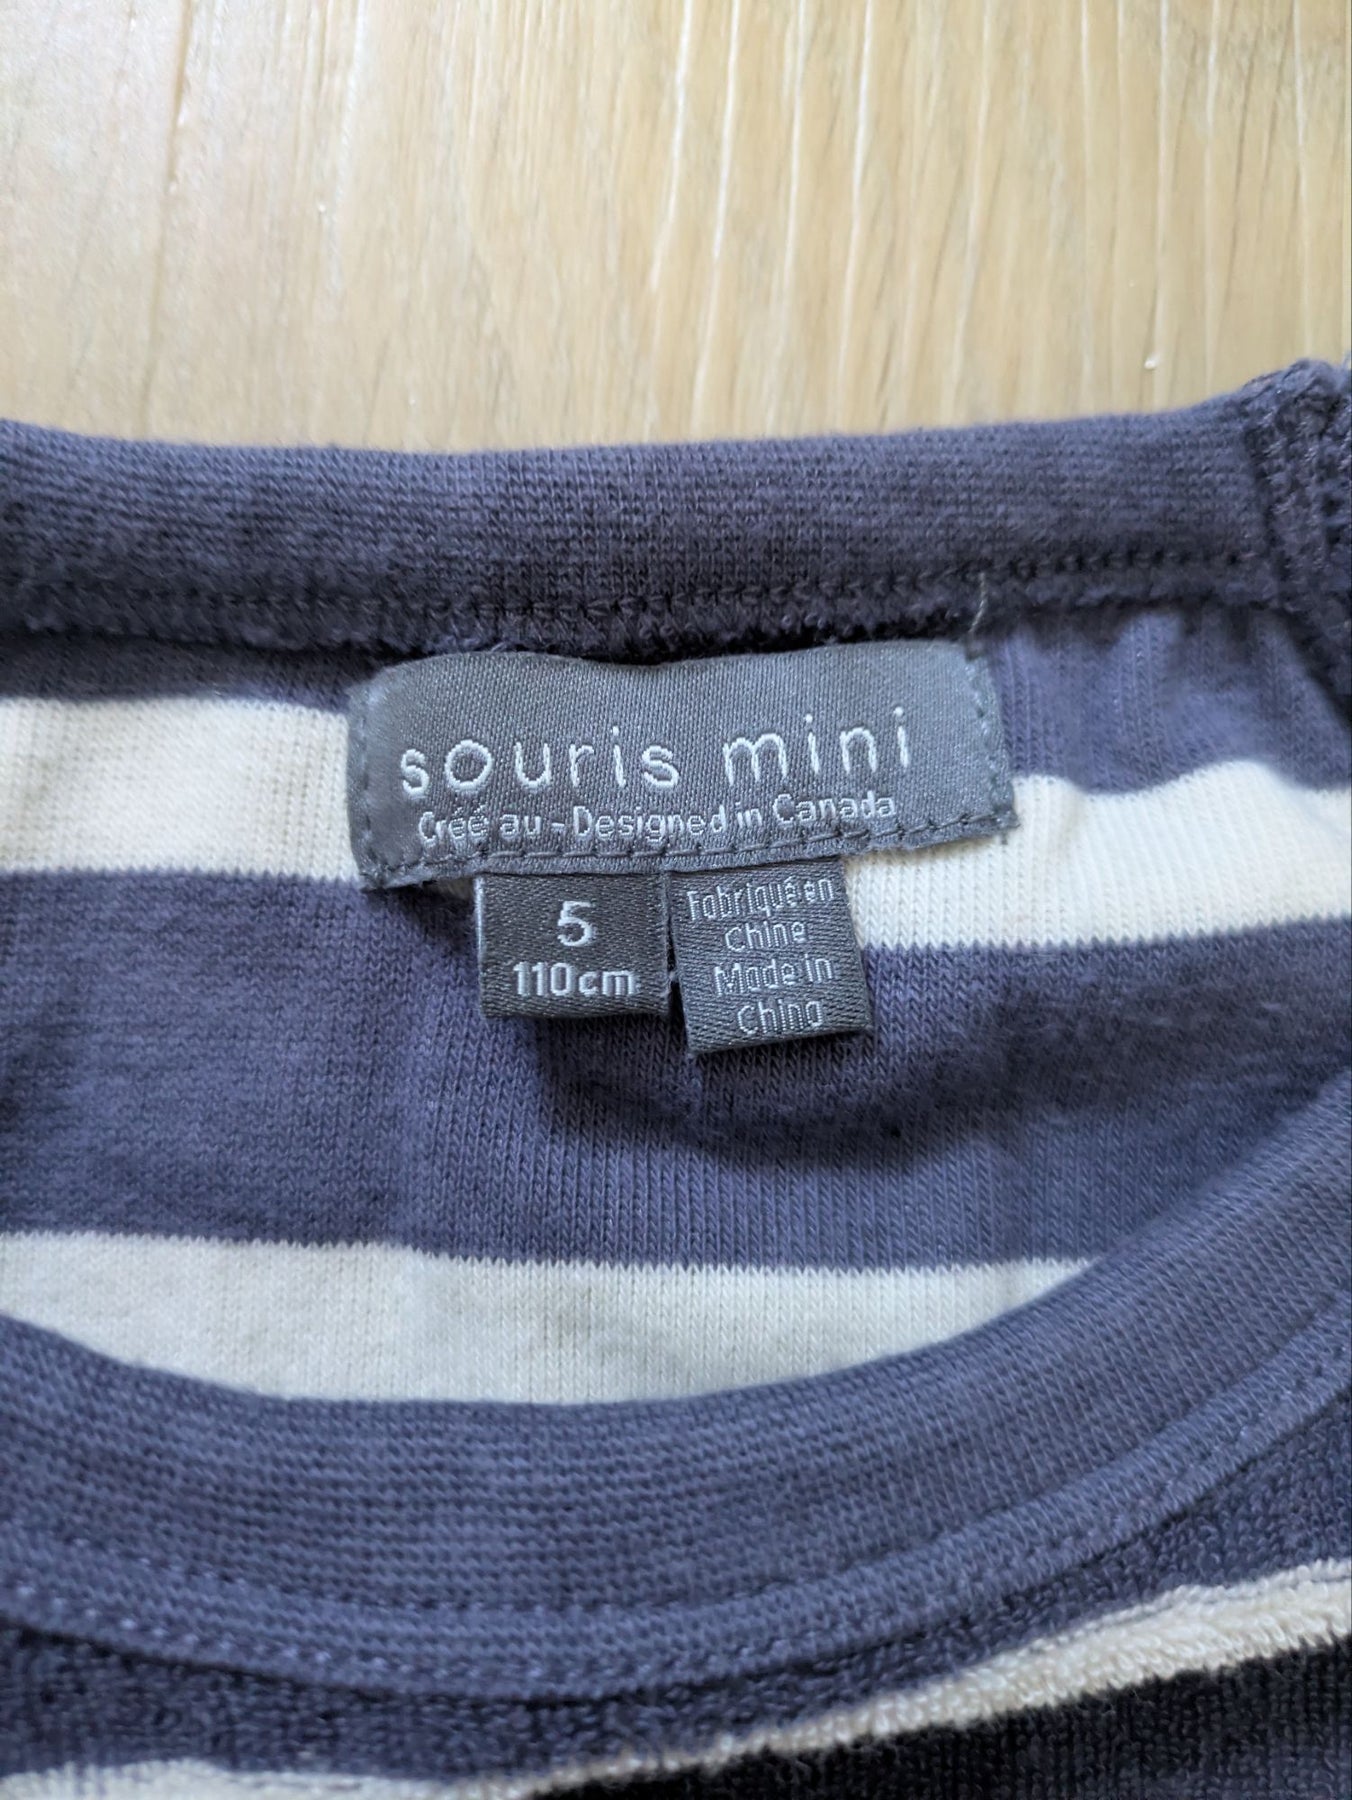 souris mini
Créé au - Designed in Canada
5
110cm
Fabriqué en
Chine
Made in
China